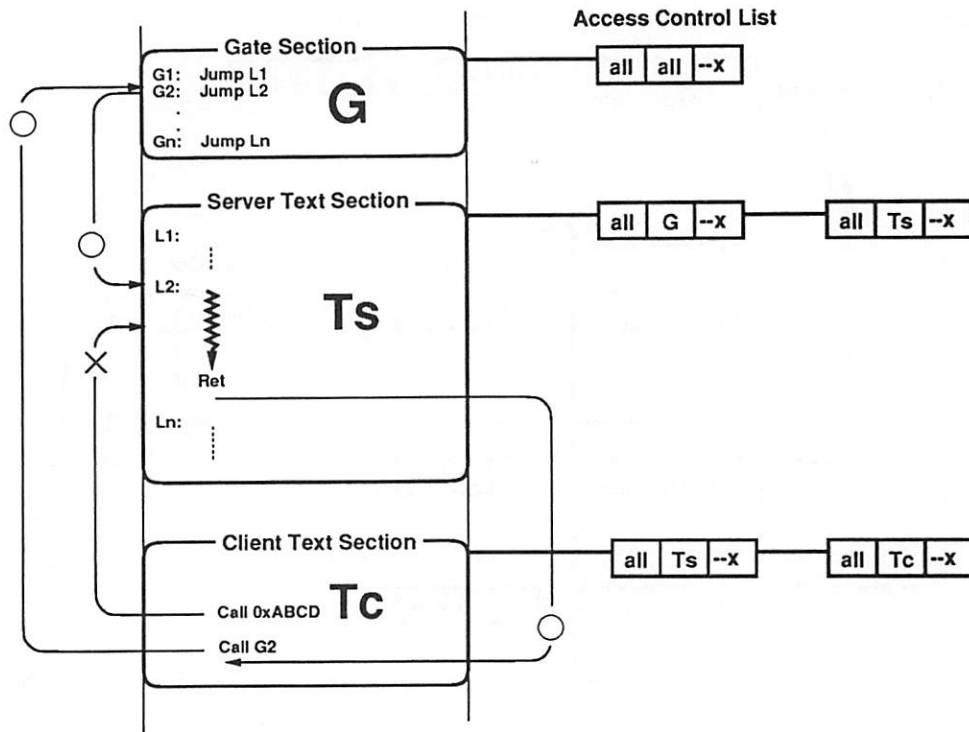 Access Control List
Gate Section
G1: Jump L1
G2: Jump L2
.
.
Gn: Jump Ln
G
all all --x
Server Text Section
L1:
L2:
Ts
Ret
Ln:
all G --x
all Ts --x
Client Text Section
Tc
Call 0xABCD
Call G2
all Ts --x
all Tc --x